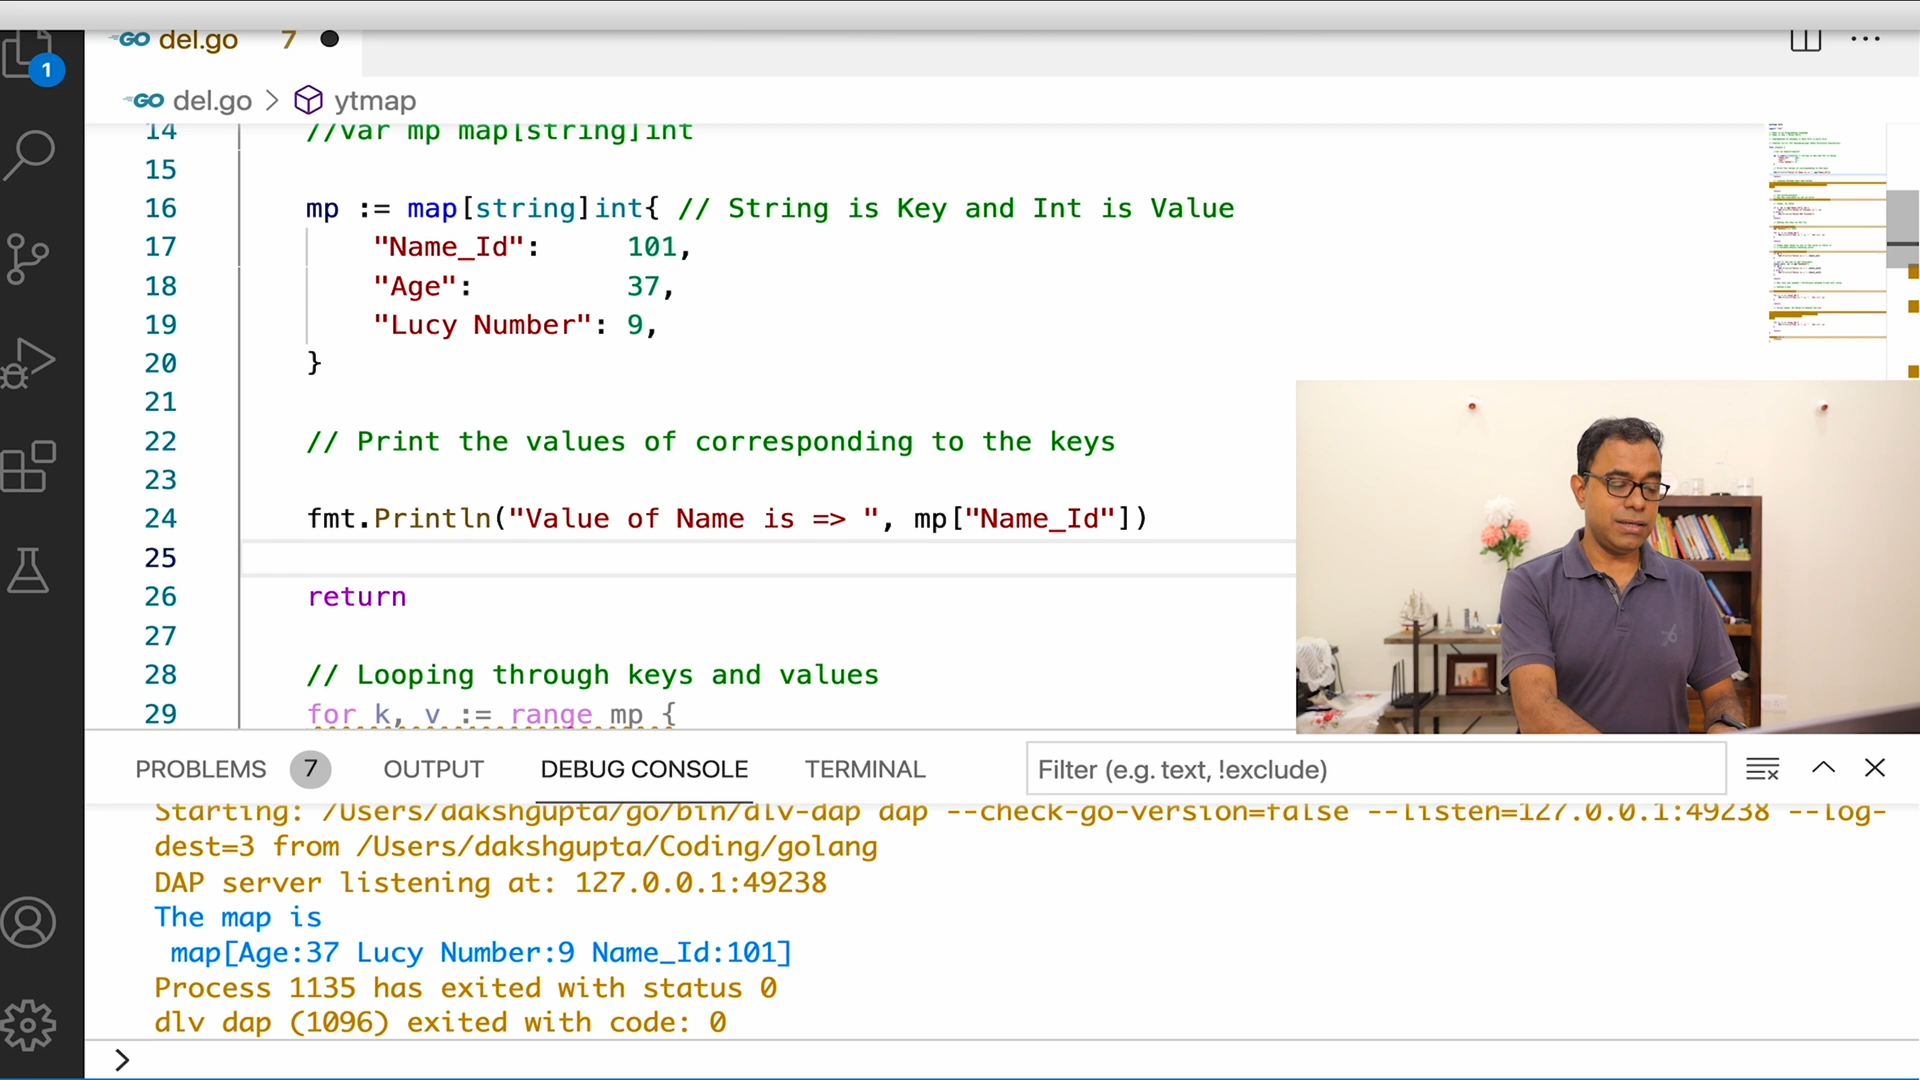 GO del.go 7
1
GO del.go > ytmap
14 //var mp map[string]int
15
16 mp := map[string]int{ // String is Key and Int is Value
17 "Name_Id": 101,
18 "Age": 37,
19 "Lucy Number": 9,
20 }
21
22 // Print the values of corresponding to the keys
23
24 fmt.Println("Value of Name is => ", mp["Name_Id"])
25
26 return
27
28 // Looping through keys and values
29 for k, v := range mp {
PROBLEMS 7 OUTPUT DEBUG CONSOLE TERMINAL Filter (e.g. text, !exclude)
Starting: /Users/dakshgupta/go/bin/dlv-dap dap --check-go-version=false --listen=127.0.0.1:49238 --log-
dest=3 from /Users/dakshgupta/Coding/golang
DAP server listening at: 127.0.0.1:49238
The map is
map[Age:37 Lucy Number:9 Name_Id:101]
Process 1135 has exited with status 0
dlv dap (1096) exited with code: 0
>